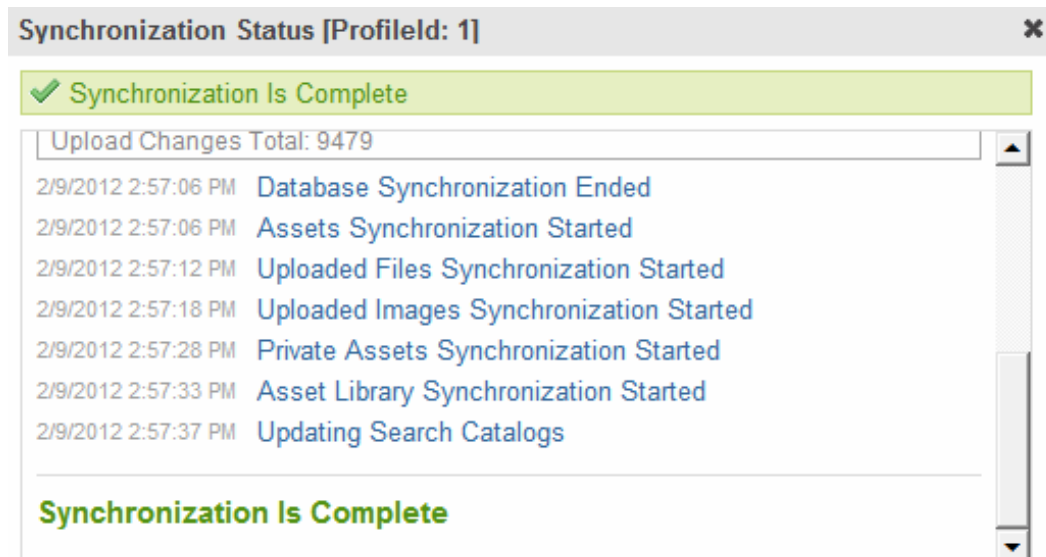 Synchronization Status [ProfileId: 1]
Synchronization Is Complete
Upload Changes Total: 9479
2/9/2012 2:57:06 PM Database Synchronization Ended
2/9/2012 2:57:06 PM Assets Synchronization Started
2/9/2012 2:57:12 PM Uploaded Files Synchronization Started
2/9/2012 2:57:18 PM Uploaded Images Synchronization Started
2/9/2012 2:57:28 PM Private Assets Synchronization Started
2/9/2012 2:57:33 PM Asset Library Synchronization Started
2/9/2012 2:57:37 PM Updating Search Catalogs
Synchronization Is Complete